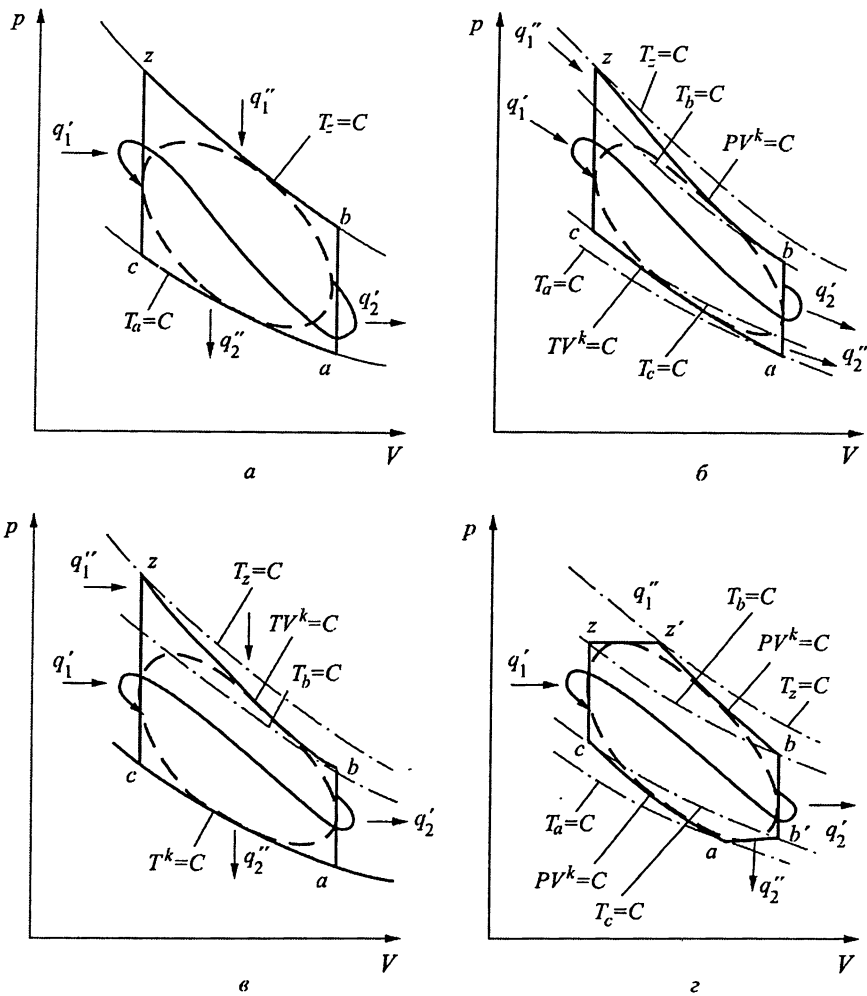 p
z
q₁″
T_z=C
q₁′
b
c
q₂′
T_a=C
q₂″
a
V
а
p
q₁″
z
T_z=C
T_b=C
q₁′
PV^k=C
c
b
T_a=C
q₂′
TV^k=C
T_c=C
a
q₂″
V
б
p
z
q₁″
T_z=C
TV^k=C
q₁′
T_b=C
c
b
q₂′
T^k=C
q₂″
a
V
в
p
q₁″
T_b=C
z
z′
PV^k=C
q₁′
T_z=C
c
b
T_a=C
a
b′
q₂′
PV^k=C
q₂″
T_c=C
V
г